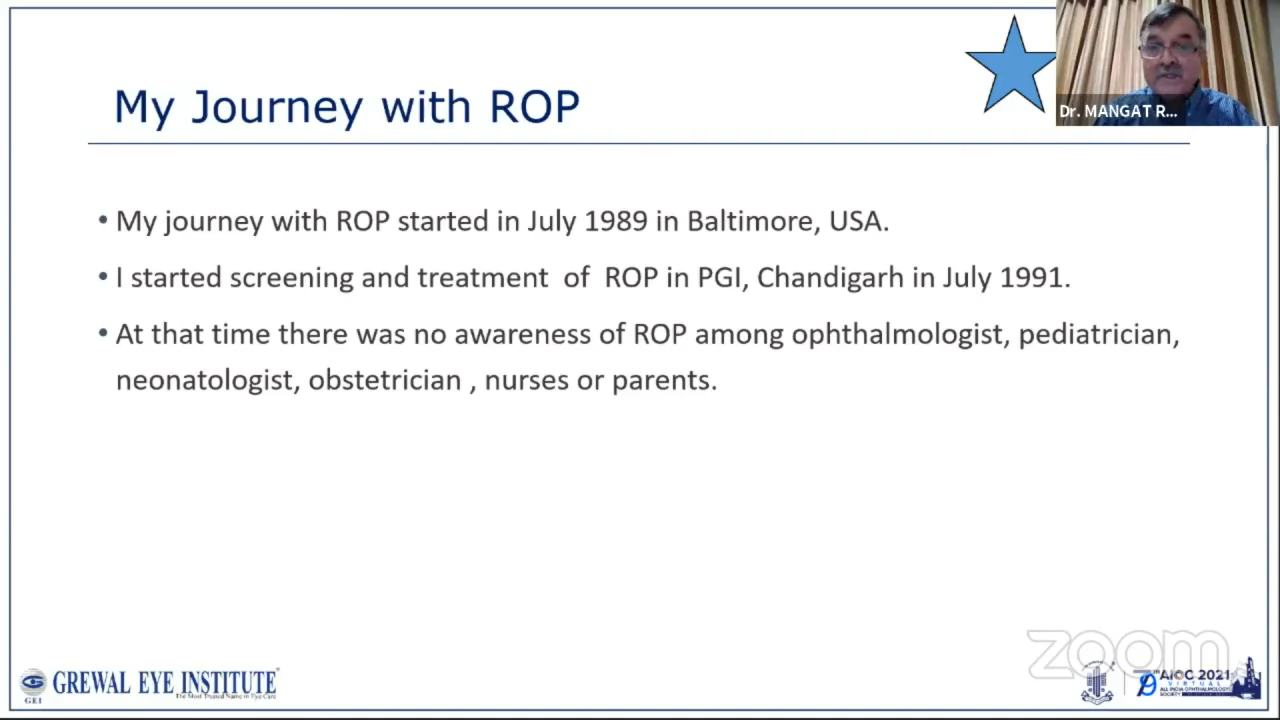 My Journey with ROP
Dr. MANGAT R...
• My journey with ROP started in July 1989 in Baltimore, USA.
• I started screening and treatment of ROP in PGI, Chandigarh in July 1991.
• At that time there was no awareness of ROP among ophthalmologist, pediatrician,
neonatologist, obstetrician , nurses or parents.
zoom
GREWAL EYE INSTITUTE
The Most Trusted Name in Eye Care
GEI
79th AIOC 2021
VIRTUAL
ALL INDIA OPHTHALMOLOGICAL
SOCIETY